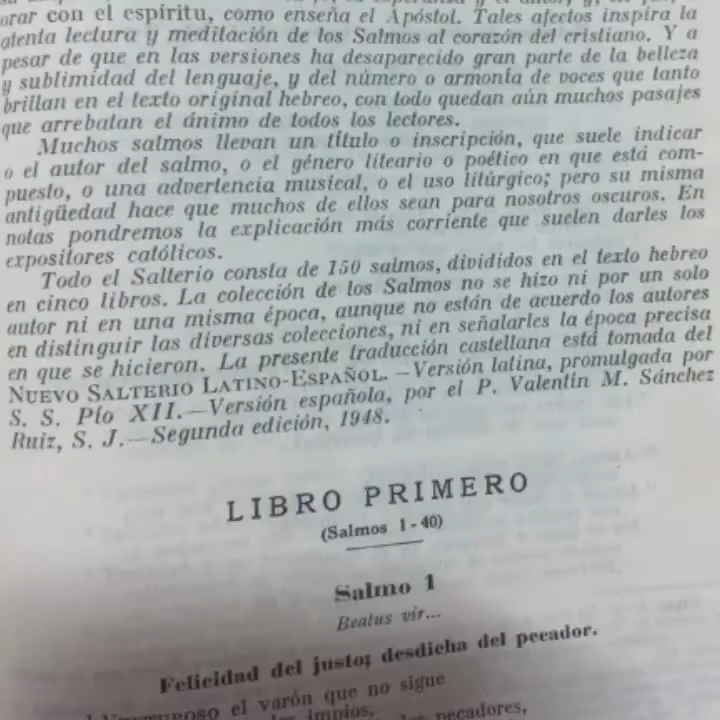 orar con el espíritu, como enseña el Apóstol. Tales afectos inspira la
atenta lectura y meditación de los Salmos al corazón del cristiano. Y a
pesar de que en las versiones ha desaparecido gran parte de la belleza
y sublimidad del lenguaje, y del número o armonía de voces que tanto
brillan en el texto original hebreo, con todo quedan aún muchos pasajes
que arrebatan el ánimo de todos los lectores.
Muchos salmos llevan un título o inscripción, que suele indicar
o el autor del salmo, o el género liteario o poético en que está com-
puesto, o una advertencia musical, o el uso litúrgico; pero su misma
antigüedad hace que muchos de ellos sean para nosotros oscuros. En
notas pondremos la explicación más corriente que suelen darles los
expositores católicos.
Todo el Salterio consta de 150 salmos, divididos en el texto hebreo
en cinco libros. La colección de los Salmos no se hizo ni por un solo
autor ni en una misma época, aunque no están de acuerdo los autores
en distinguir las diversas colecciones, ni en señalarles la época precisa
en que se hicieron. La presente traducción castellana está tomada del
NUEVO SALTERIO LATINO-ESPAÑOL. —Versión latina, promulgada por
S. S. Pío XII.—Versión española, por el P. Valentín M. Sánchez
Ruiz, S. J.—Segunda edición, 1948.
LIBRO PRIMERO
(Salmos 1-40)
Salmo 1
Beatus vir...
Felicidad del justo; desdicha del pecador.
el varón que no sigue
impíos,
pecadores,